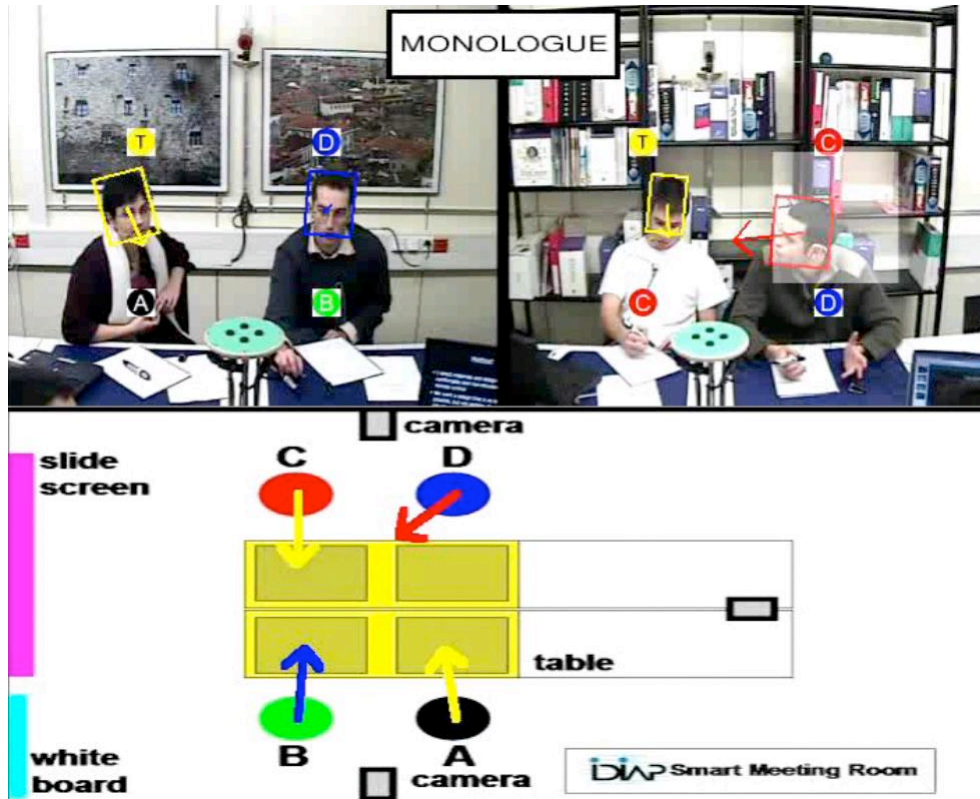 MONOLOGUE
T
D
T
C
A
B
C
D
camera
slide
screen
C
D
table
white
board
B
A
camera
IDIAP Smart Meeting Room